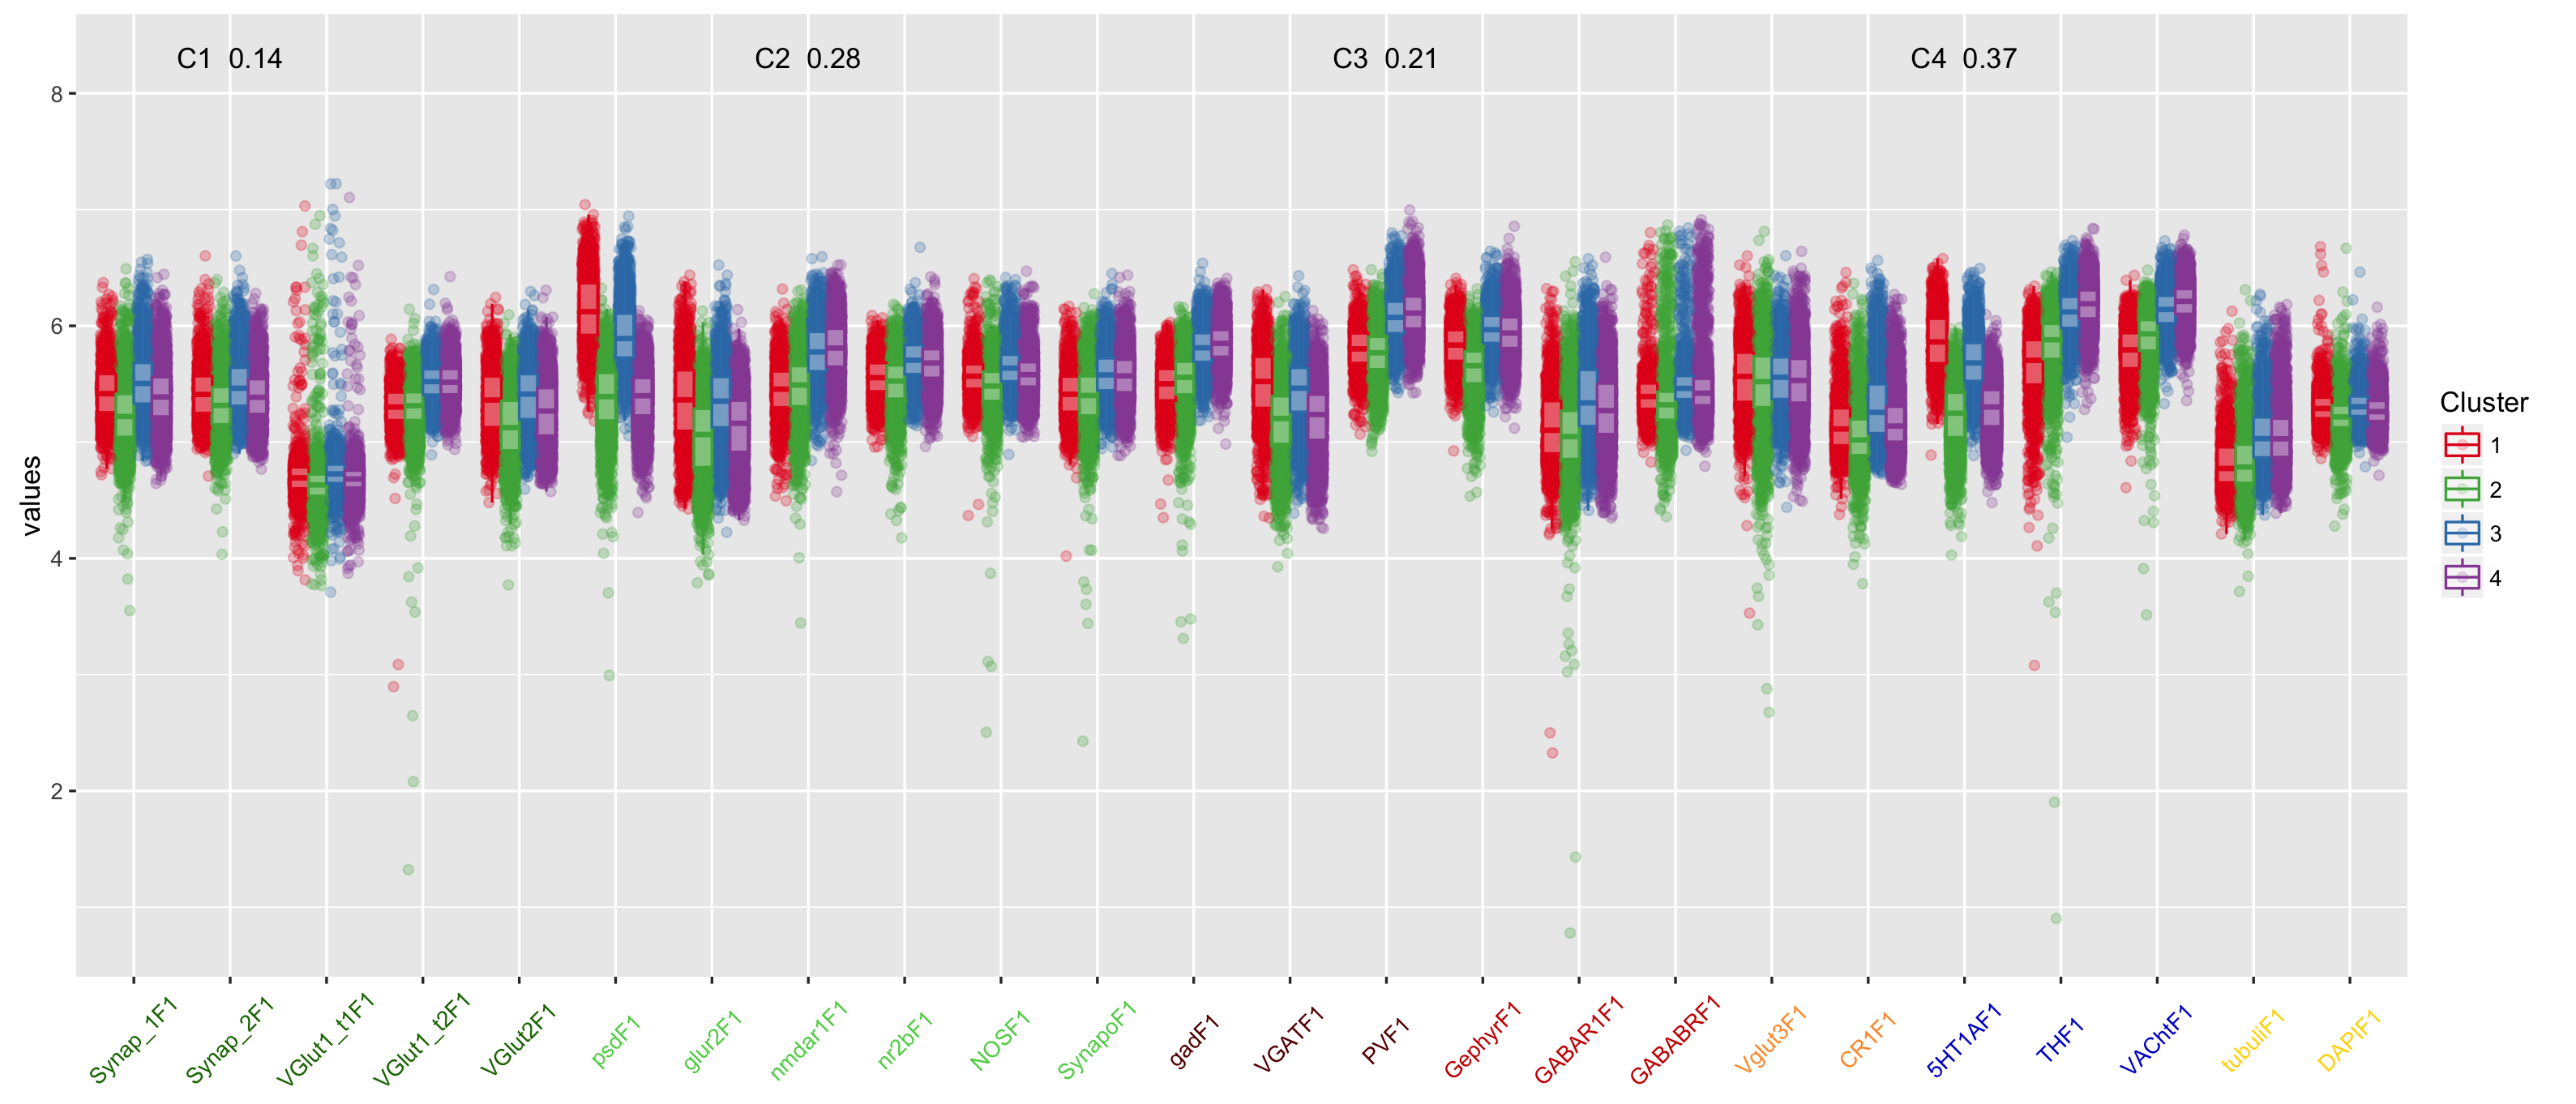 C1 0.14
C2 0.28
C3 0.21
C4 0.37
8
6
4
2
values
Synap_1F1
Synap_2F1
VGlut1_t1F1
VGlut1_t2F1
VGlut2F1
psdF1
glur2F1
nmdar1F1
nr2bF1
NOSF1
SynapoF1
gadF1
VGATF1
PVF1
GephyrF1
GABAR1F1
GABABRF1
Vglut3F1
CR1F1
5HT1AF1
THF1
VAChtF1
tubuliF1
DAPIF1
Cluster
1
2
3
4